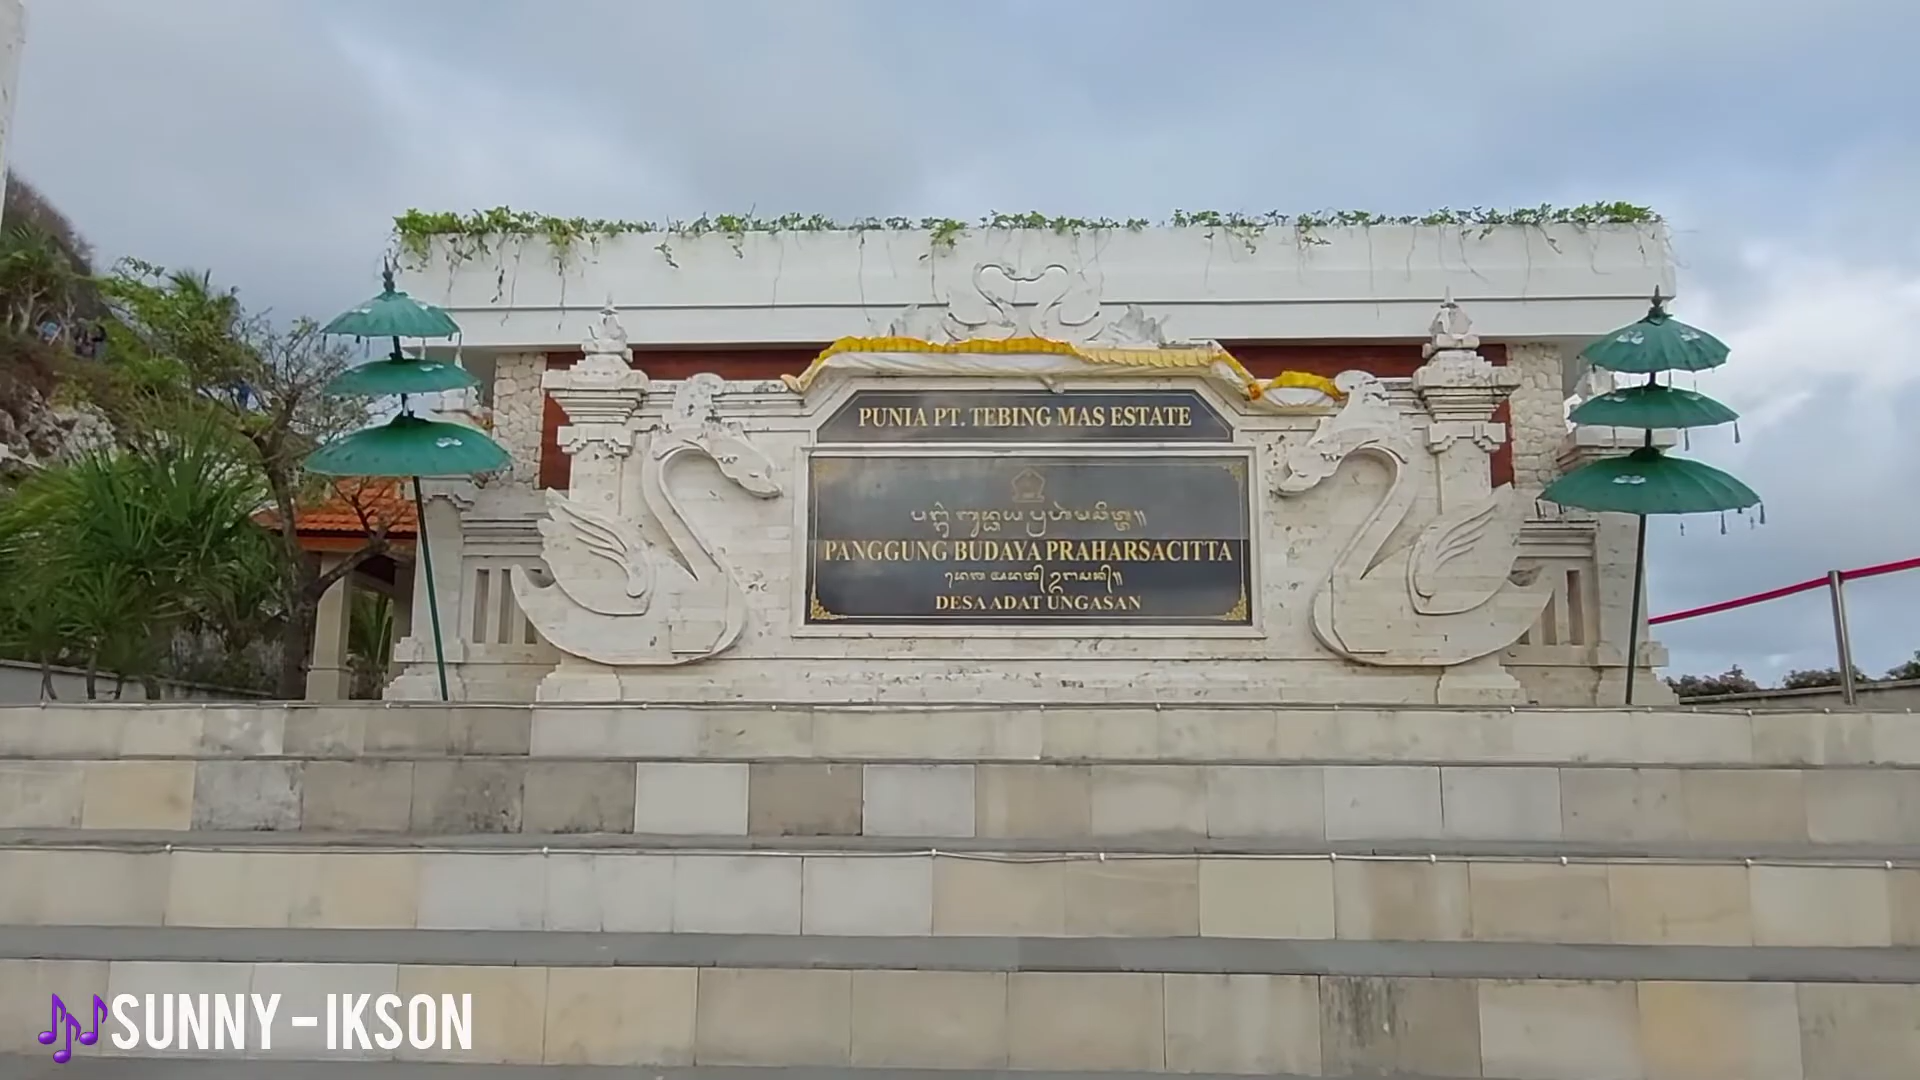 PUNIA PT. TEBING MAS ESTATE
PANGGUNG BUDAYA PRAHARSACITTA
DESA ADAT UNGASAN
SUNNY - IKSON